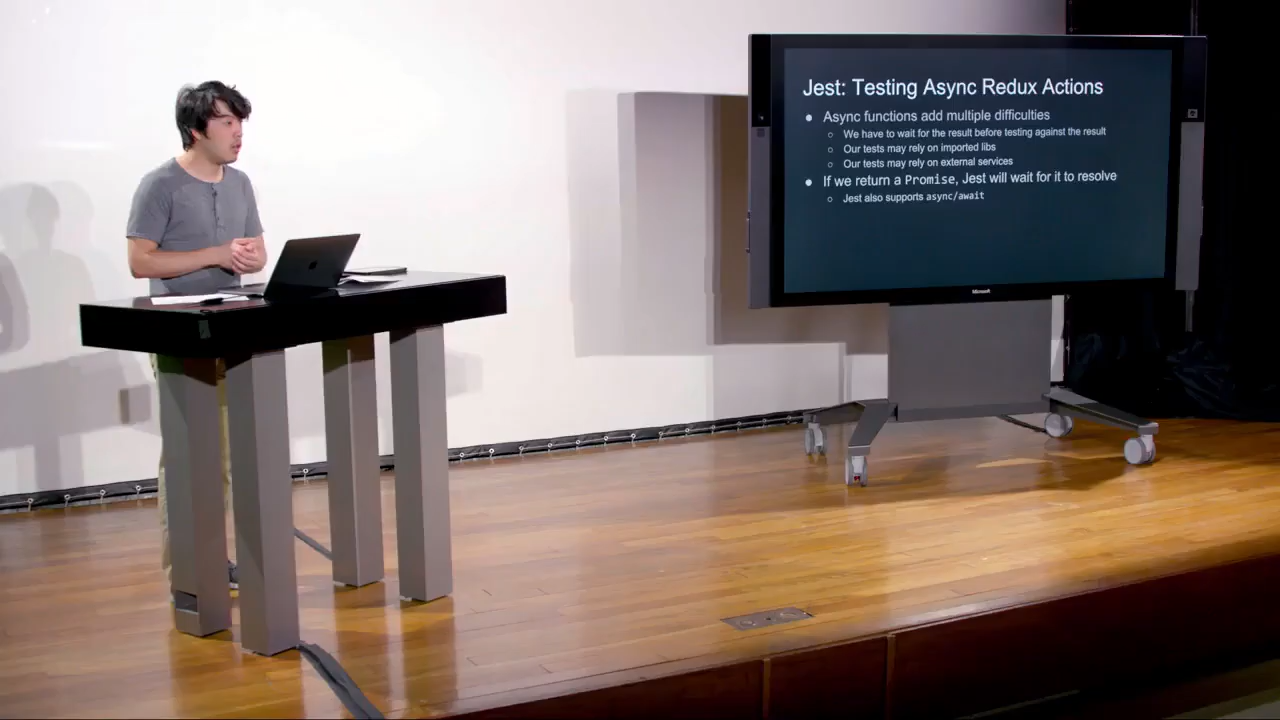 Jest: Testing Async Redux Actions
● Async functions add multiple difficulties
○ We have to wait for the result before testing against the result
○ Our tests may rely on imported libs
○ Our tests may rely on external services
● If we return a Promise, Jest will wait for it to resolve
○ Jest also supports async/await
Microsoft